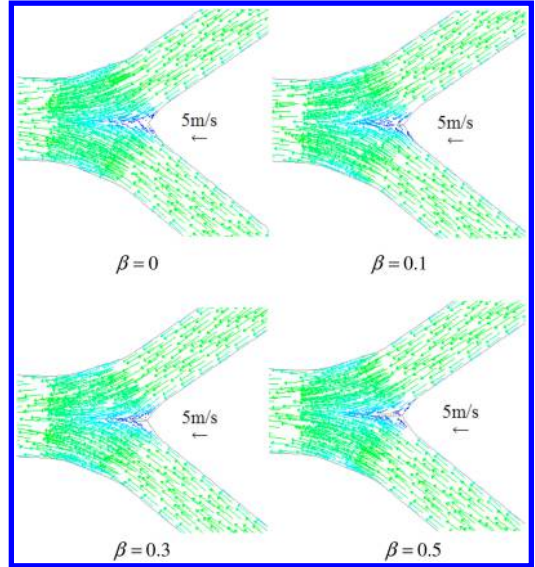 5m/s
←
5m/s
←
β = 0
β = 0.1
5m/s
←
5m/s
←
β = 0.3
β = 0.5